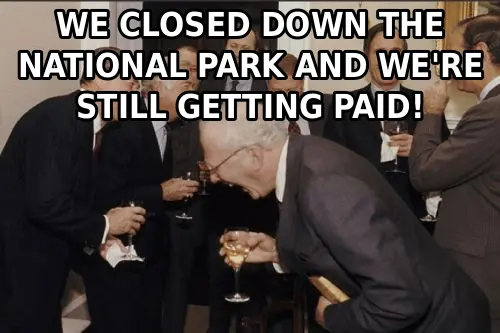 WE CLOSED DOWN THE
NATIONAL PARK AND WE'RE
STILL GETTING PAID!